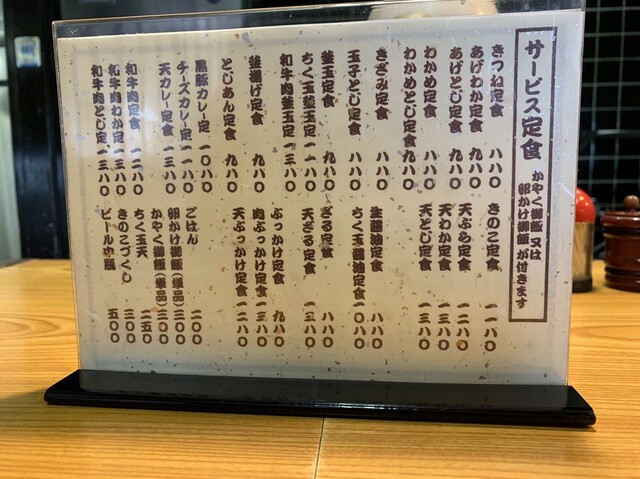 サービス定食
かやく御飯 又は
卵かけ御飯 が付きます
きつね定食 八八〇
あげわか定食 九八〇
あげとじ定食 九八〇
わかめ定食 八八〇
わかめとじ定食 九八〇
きざみ定食 八八〇
玉子とじ定食 八八〇
釜玉定食 九八〇
ちく玉釜玉定 一一八〇
和牛肉釜玉定 一三八〇
釜揚げ定食 九八〇
とじあん定食 九八〇
黒豚カレー定 一〇八〇
チーズカレー定 一一八〇
天カレー定食 一三八〇
和牛肉定食 一二八〇
和牛肉わか定 一三八〇
和牛肉とじ定 一三八〇
きのこ定食 一一八〇
天ぷら定食 一二八〇
天わか定食 一三八〇
天とじ定食 一三八〇
生醤油定食 八八〇
ちく玉醤油定食 一〇八〇
ざる定食 八八〇
天ざる定食 一二八〇
ぶっかけ定食 九八〇
肉ぶっかけ定食 一三八〇
天ぶっかけ定食 一二八〇
ごはん 二〇〇
卵かけ御飯(単品) 三〇〇
かやく御飯(単品) 三〇〇
ちく玉天 二五〇
きのこづくし 三〇〇
ビール中瓶 五〇〇